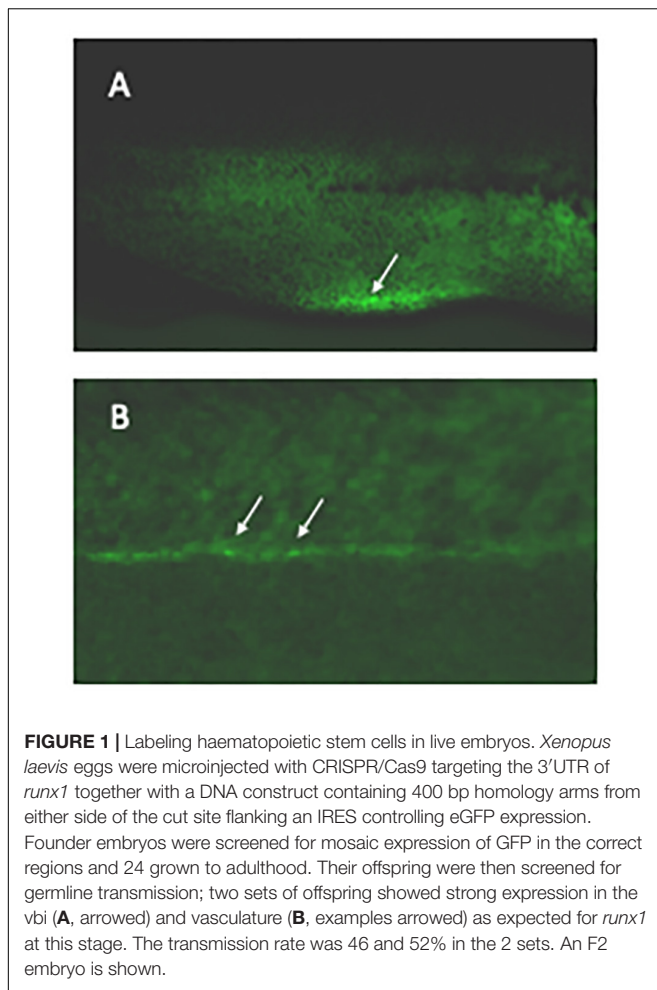 A
B
FIGURE 1 | Labeling haematopoietic stem cells in live embryos. Xenopus
laevis eggs were microinjected with CRISPR/Cas9 targeting the 3′UTR of
runx1 together with a DNA construct containing 400 bp homology arms from
either side of the cut site flanking an IRES controlling eGFP expression.
Founder embryos were screened for mosaic expression of GFP in the correct
regions and 24 grown to adulthood. Their offspring were then screened for
germline transmission; two sets of offspring showed strong expression in the
vbi (A, arrowed) and vasculature (B, examples arrowed) as expected for runx1
at this stage. The transmission rate was 46 and 52% in the 2 sets. An F2
embryo is shown.